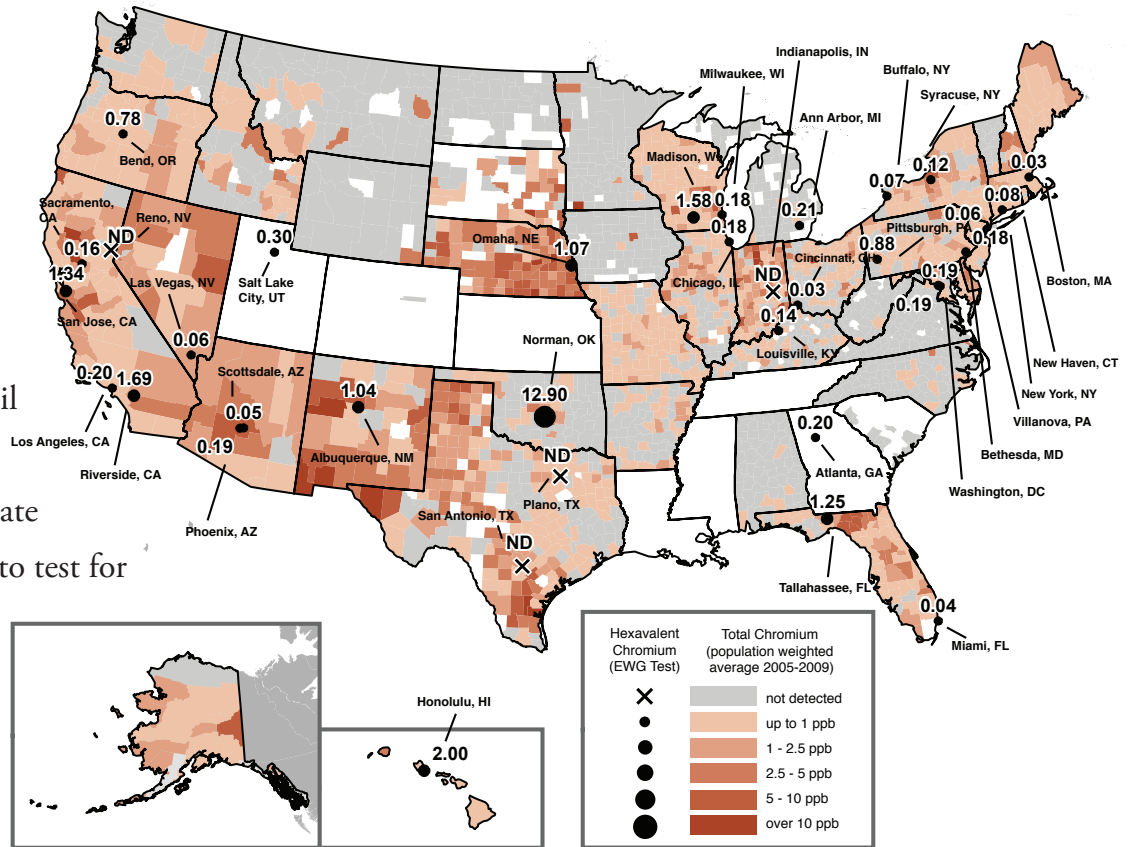 Indianapolis, IN
Milwaukee, WI
Buffalo, NY
Syracuse, NY
Ann Arbor, MI
0.78
Bend, OR
Madison, W
0.12
0.03
0.07
0.08
1.58
0.18
0.21
0.06
Sacramento,
CA
Reno, NV
ND
0.16
0.30
Omaha, NE
1.07
0.18
0.88
Pittsburgh, PA
0.18
Cincinnati, OH
1.34
Las Vegas, NV
Salt Lake
City, UT
Chicago, IL
ND
0.03
0.19
0.19
Boston, MA
San Jose, CA
0.14
Norman, OK
Louisville, KY
0.06
New Haven, CT
0.20
1.69
Scottsdale, AZ
1.04
12.90
New York, NY
il
0.05
Villanova, PA
Los Angeles, CA
0.19
0.20
Riverside, CA
Albuquerque, NM
ND
Atlanta, GA
Bethesda, MD
Plano, TX
Washington, DC
ate
San Antonio, TX
1.25
Phoenix, AZ
ND
to test for
Tallahassee, FL
0.04
Miami, FL
Hexavalent
Chromium
(EWG Test)
Total Chromium
(population weighted
average 2005-2009)
not detected
up to 1 ppb
1 - 2.5 ppb
2.5 - 5 ppb
5 - 10 ppb
over 10 ppb
Honolulu, HI
2.00